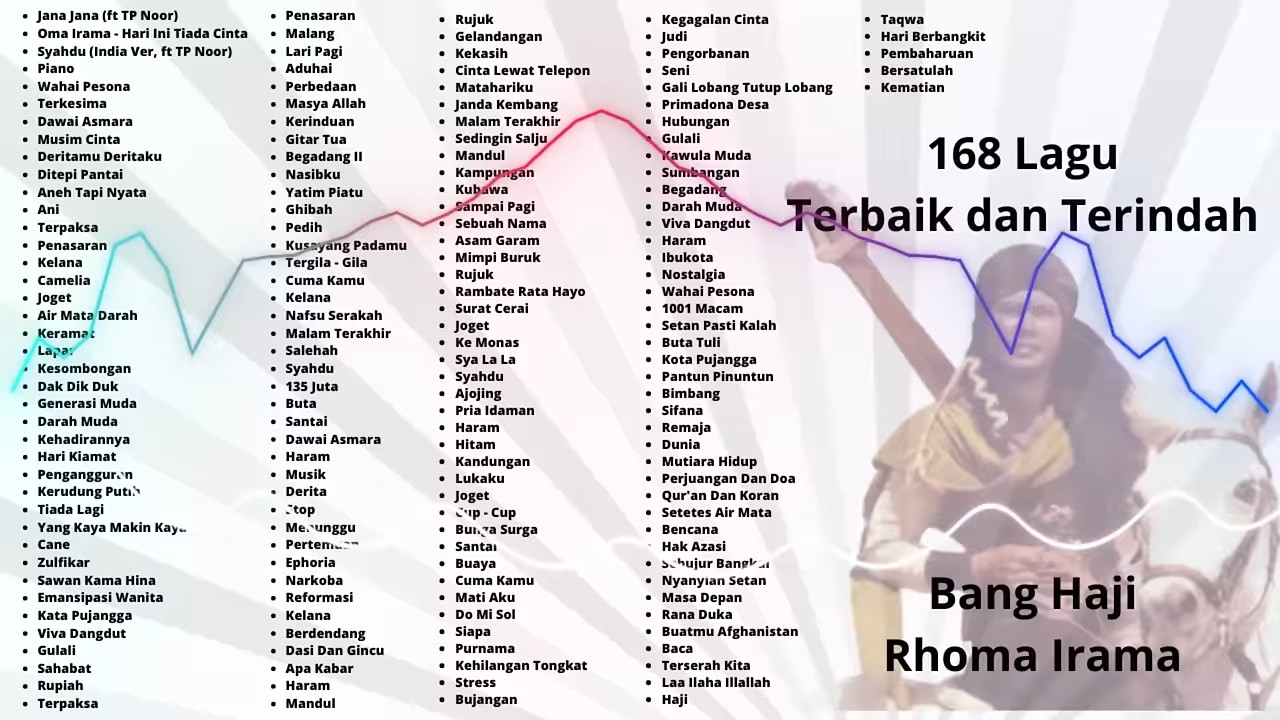 Jana Jana (ft TP Noor)
Oma Irama - Hari Ini Tiada Cinta
Syahdu (India Ver, ft TP Noor)
Piano
Wahai Pesona
Terkesima
Dawai Asmara
Musim Cinta
Deritamu Deritaku
Ditepi Pantai
Aneh Tapi Nyata
Ani
Terpaksa
Penasaran
Kelana
Camelia
Joget
Air Mata Darah
Keramat
Lapar
Kesombongan
Dak Dik Duk
Generasi Muda
Darah Muda
Kehadirannya
Hari Kiamat
Pengangguran
Kerudung Putih
Tiada Lagi
Yang Kaya Makin Kaya
Cane
Zulfikar
Sawan Kama Hina
Emansipasi Wanita
Kata Pujangga
Viva Dangdut
Gulali
Sahabat
Rupiah
Terpaksa
Penasaran
Malang
Lari Pagi
Aduhai
Perbedaan
Masya Allah
Kerinduan
Gitar Tua
Begadang II
Nasibku
Yatim Piatu
Ghibah
Pedih
Kusayang Padamu
Tergila - Gila
Cuma Kamu
Kelana
Nafsu Serakah
Malam Terakhir
Salehah
Syahdu
135 Juta
Buta
Santai
Dawai Asmara
Haram
Musik
Derita
Stop
Menunggu
Pertemuan
Ephoria
Narkoba
Reformasi
Kelana
Berdendang
Dasi Dan Gincu
Apa Kabar
Haram
Mandul
Rujuk
Gelandangan
Kekasih
Cinta Lewat Telepon
Matahariku
Janda Kembang
Malam Terakhir
Sedingin Salju
Mandul
Kampungan
Kubawa
Sampai Pagi
Sebuah Nama
Asam Garam
Mimpi Buruk
Rujuk
Rambate Rata Hayo
Surat Cerai
Joget
Ke Monas
Sya La La
Syahdu
Ajojing
Pria Idaman
Haram
Hitam
Kandungan
Lukaku
Joget
Cup - Cup
Bunga Surga
Santai
Buaya
Cuma Kamu
Mati Aku
Do Mi Sol
Siapa
Purnama
Kehilangan Tongkat
Stress
Bujangan
Kegagalan Cinta
Judi
Pengorbanan
Seni
Gali Lobang Tutup Lobang
Primadona Desa
Hubungan
Gulali
Kawula Muda
Sumbangan
Begadang
Darah Muda
Viva Dangdut
Haram
Ibukota
Nostalgia
Wahai Pesona
1001 Macam
Setan Pasti Kalah
Buta Tuli
Kota Pujangga
Pantun Pinuntun
Bimbang
Sifana
Remaja
Dunia
Mutiara Hidup
Perjuangan Dan Doa
Qur'an Dan Koran
Setetes Air Mata
Bencana
Hak Azasi
Sebujur Bangkai
Nyanyian Setan
Masa Depan
Rana Duka
Buatmu Afghanistan
Baca
Terserah Kita
Laa Ilaha Illallah
Haji
Taqwa
Hari Berbangkit
Pembaharuan
Bersatulah
Kematian
168 Lagu
Terbaik dan Terindah
Bang Haji
Rhoma Irama